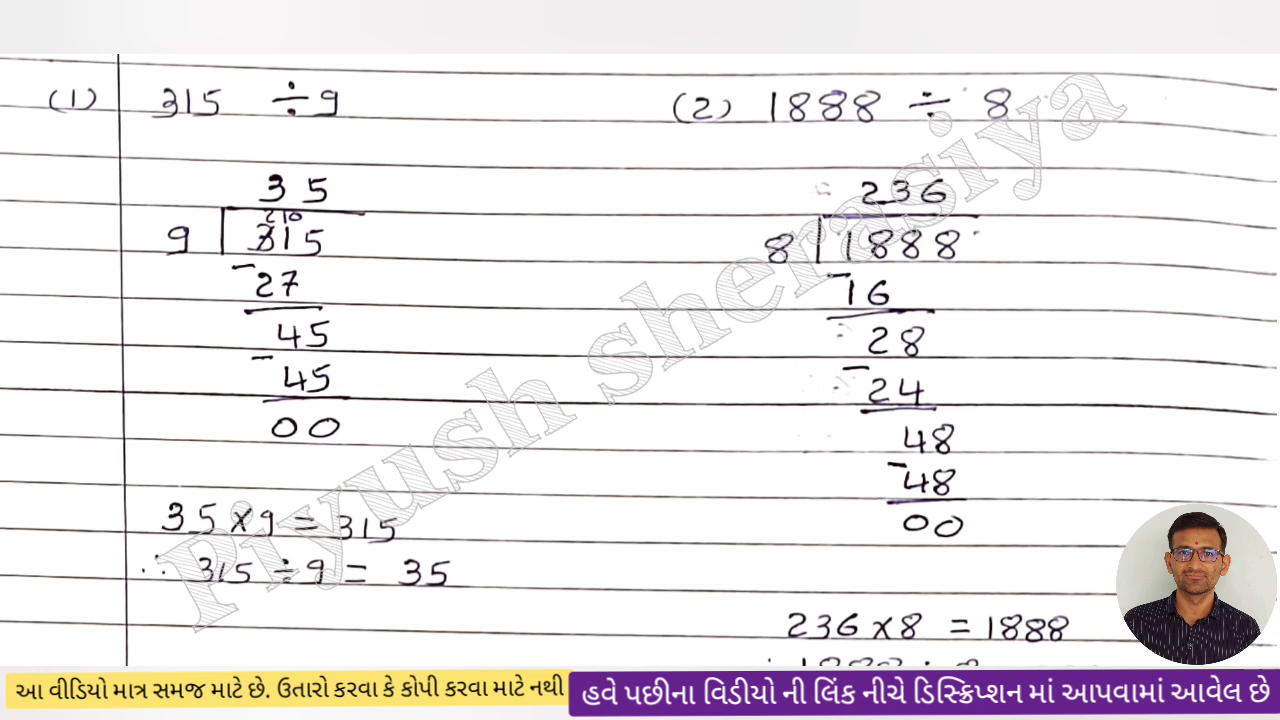 (1) 315 ÷ 9
35
210
9 315
- 27
45
- 45
00
35 × 9 = 315
∴ 315 ÷ 9 = 35
(2) 1888 ÷ 8
236
8 1888
- 16
28
- 24
48
- 48
00
236 × 8 = 1888
Piyush sherasiya
આ વીડિયો માત્ર સમજ માટે છે. ઉતારો કરવા કે કોપી કરવા માટે નથી
હવે પછીના વિડીયો ની લિંક નીચે ડિસ્ક્રિપ્શન માં આપવામાં આવેલ છે